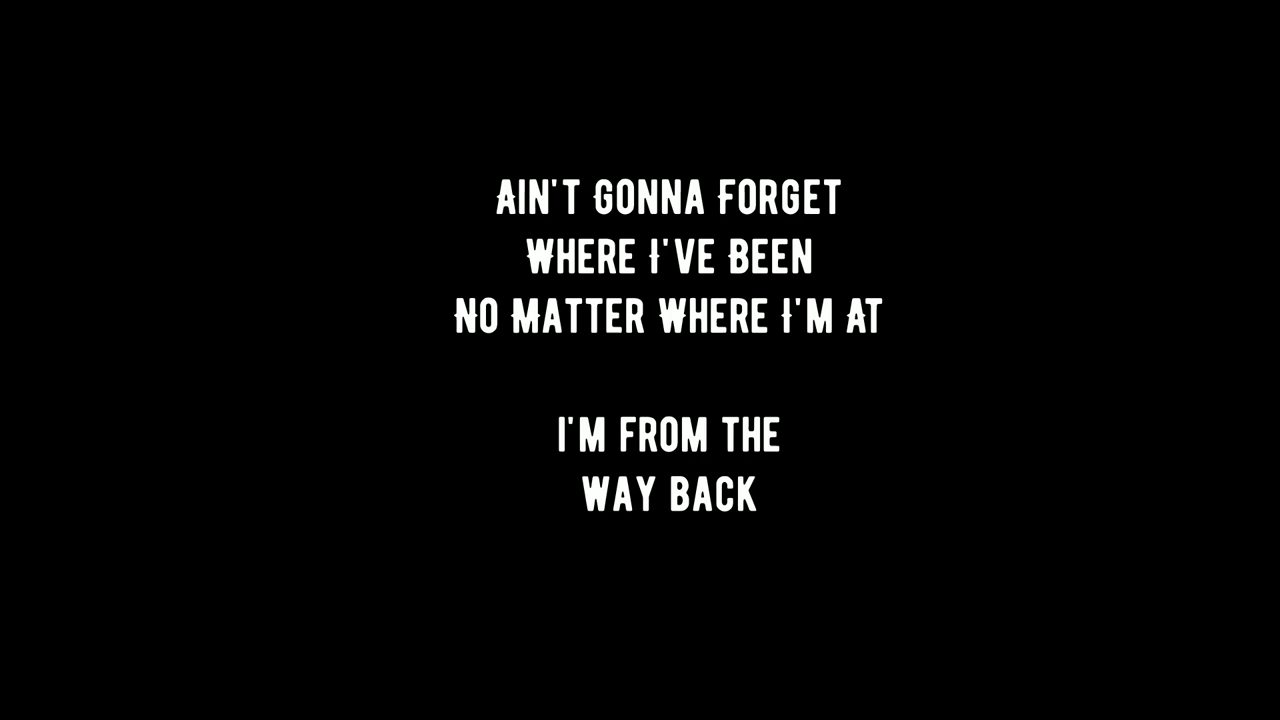 Ain't Gonna Forget
Where I've Been
No Matter Where I'm At
I'm from the
way back